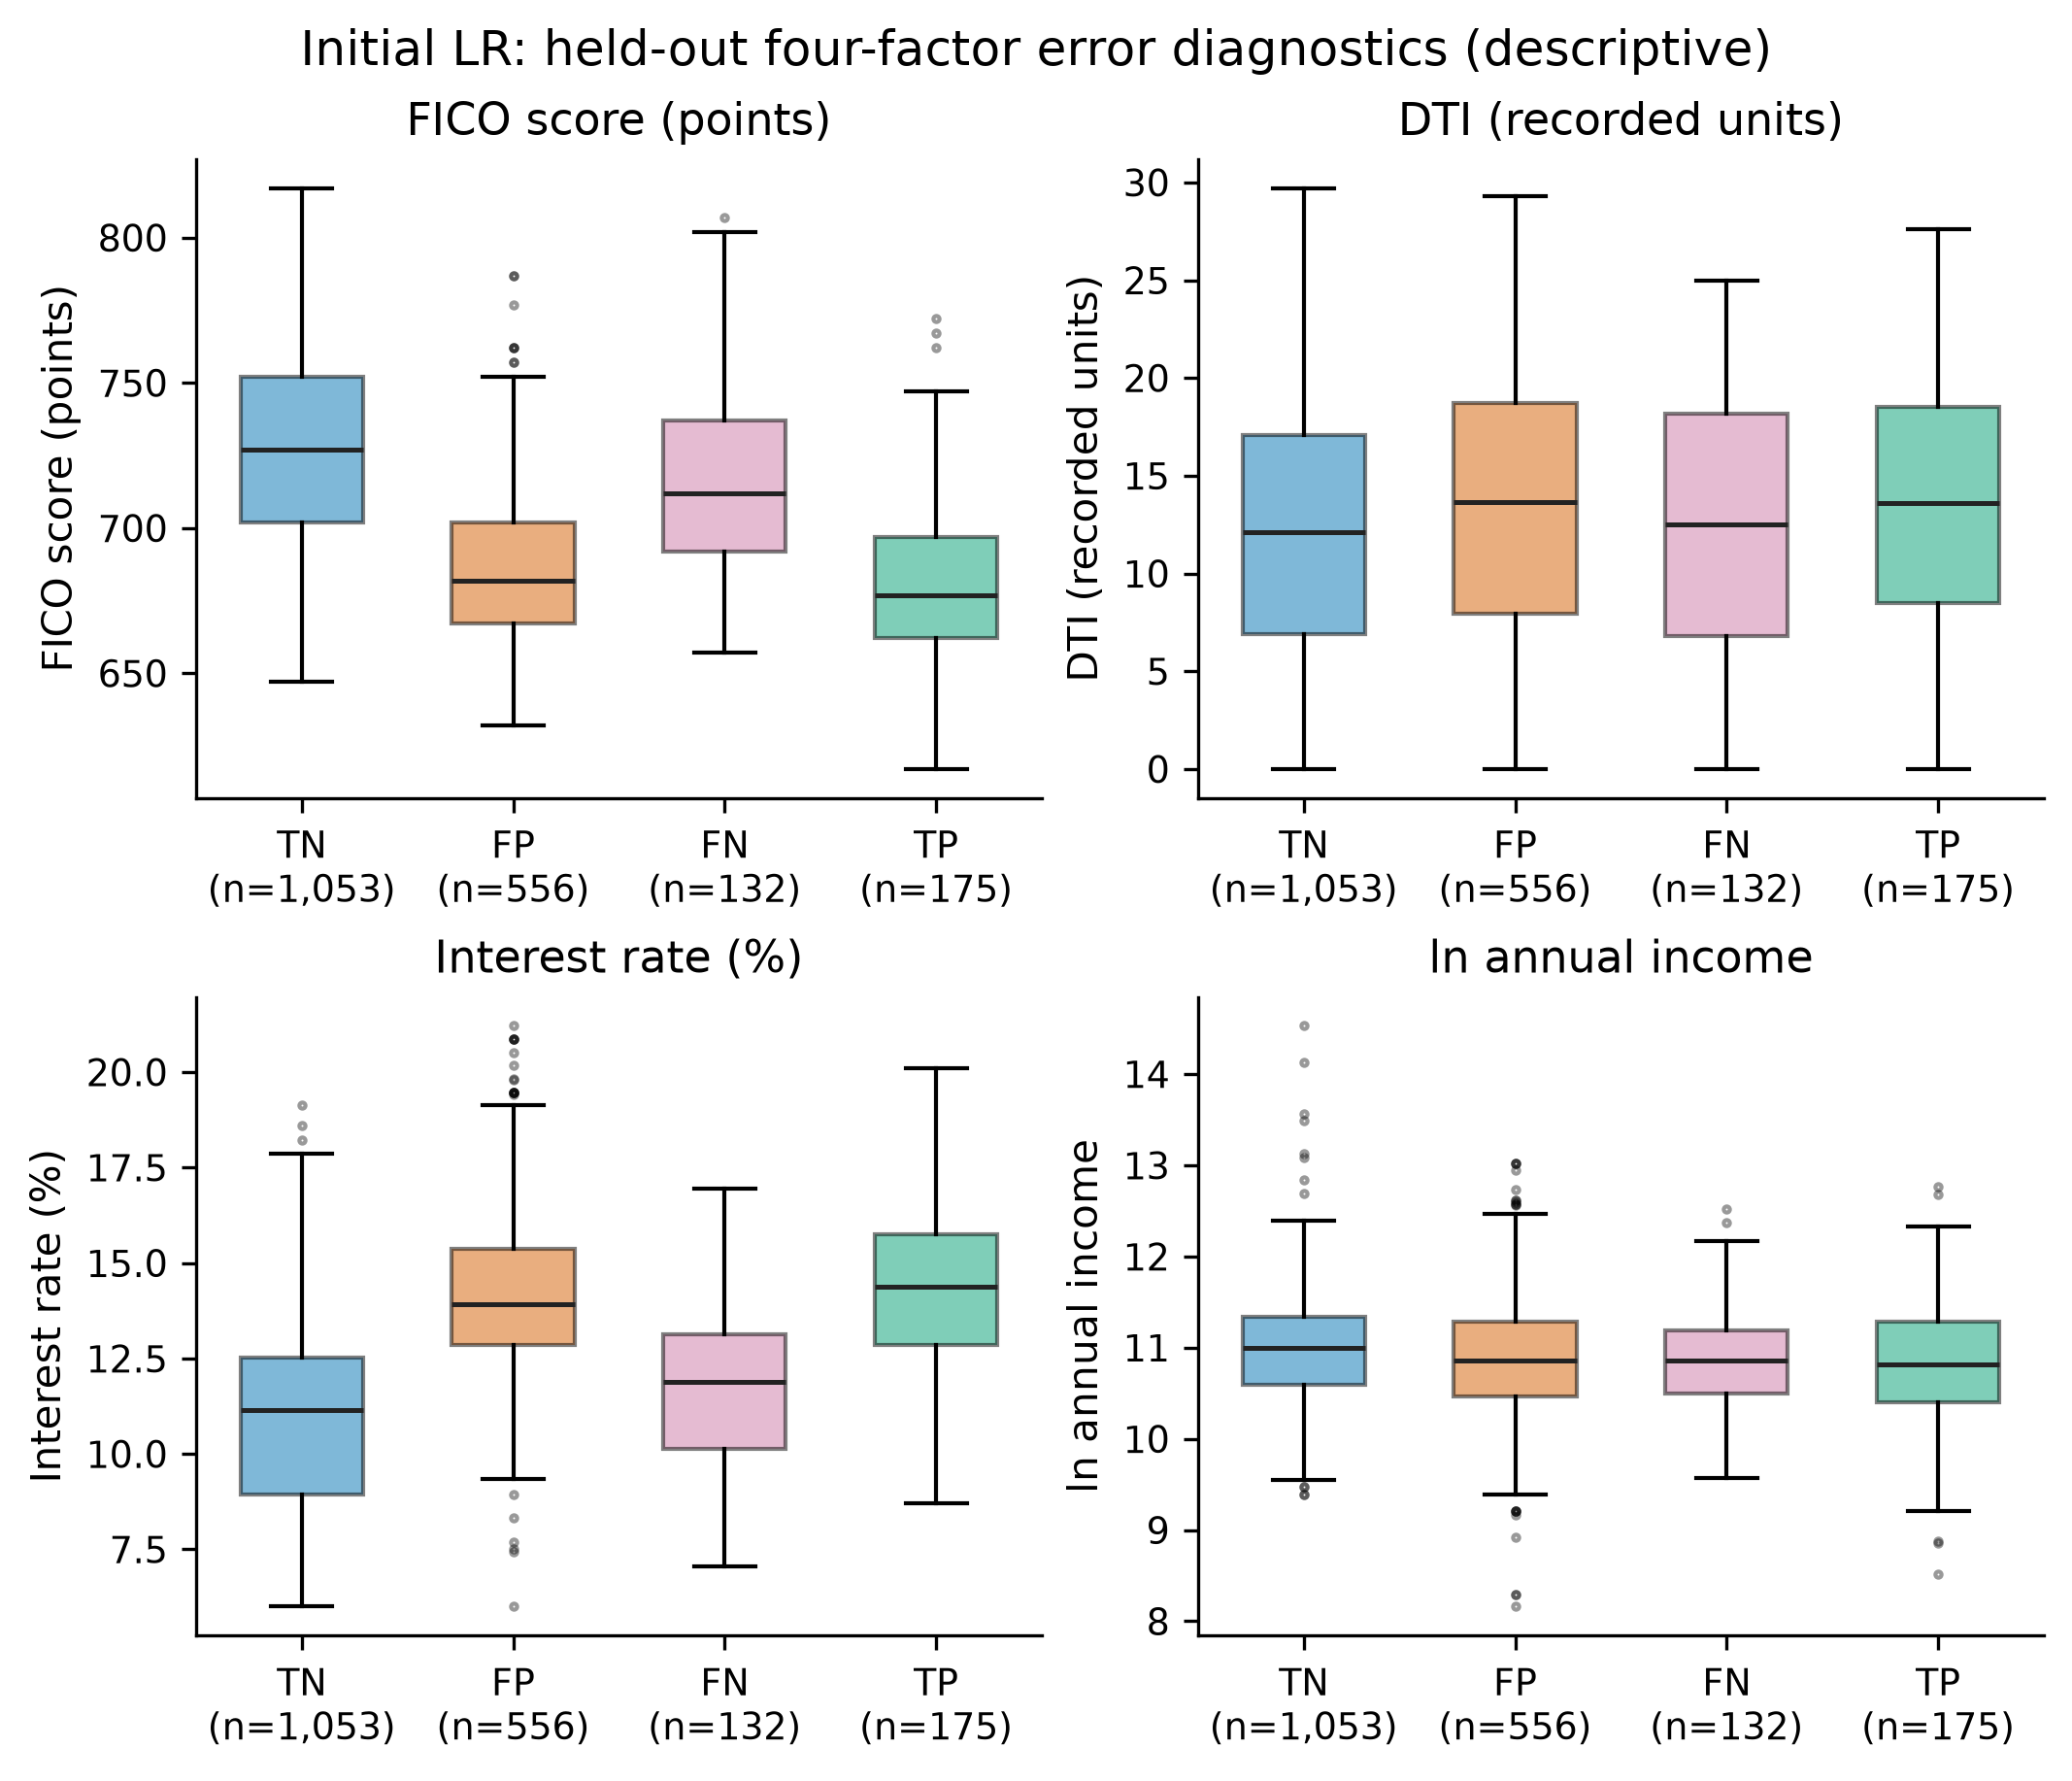 Initial LR: held-out four-factor error diagnostics (descriptive)
FICO score (points)
FICO score (points)
800
750
700
650
TN
(n=1,053)
FP
(n=556)
FN
(n=132)
TP
(n=175)
DTI (recorded units)
DTI (recorded units)
30
25
20
15
10
5
0
TN
(n=1,053)
FP
(n=556)
FN
(n=132)
TP
(n=175)
Interest rate (%)
Interest rate (%)
20.0
17.5
15.0
12.5
10.0
7.5
TN
(n=1,053)
FP
(n=556)
FN
(n=132)
TP
(n=175)
ln annual income
ln annual income
14
13
12
11
10
9
8
TN
(n=1,053)
FP
(n=556)
FN
(n=132)
TP
(n=175)